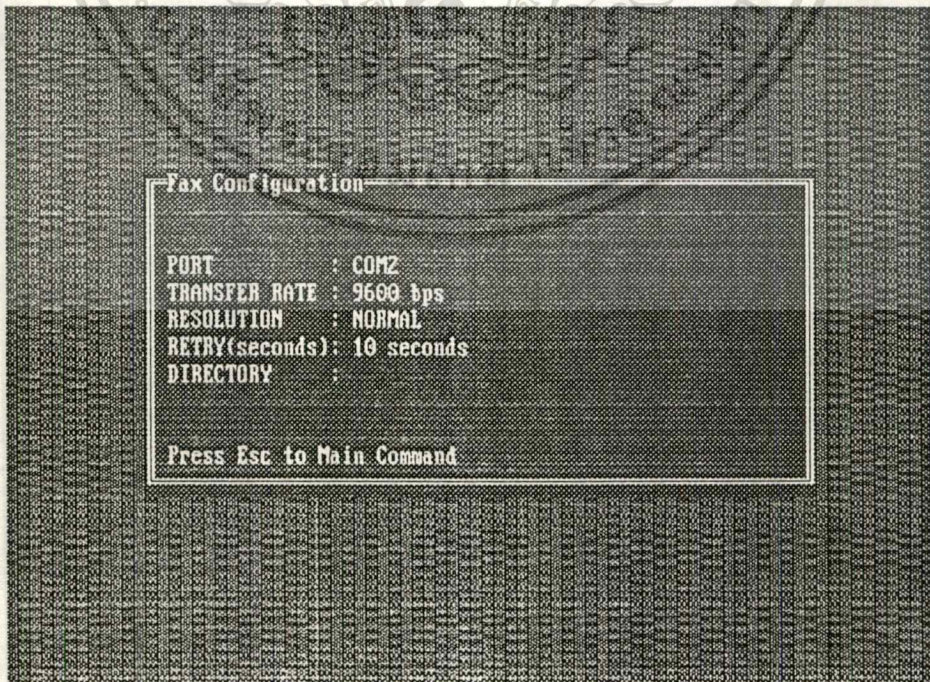 Fax Configuration
PORT : COM2
TRANSFER RATE : 9600 bps
RESOLUTION : NORMAL
RETRY(seconds): 10 seconds
DIRECTORY :
Press Esc to Main Command